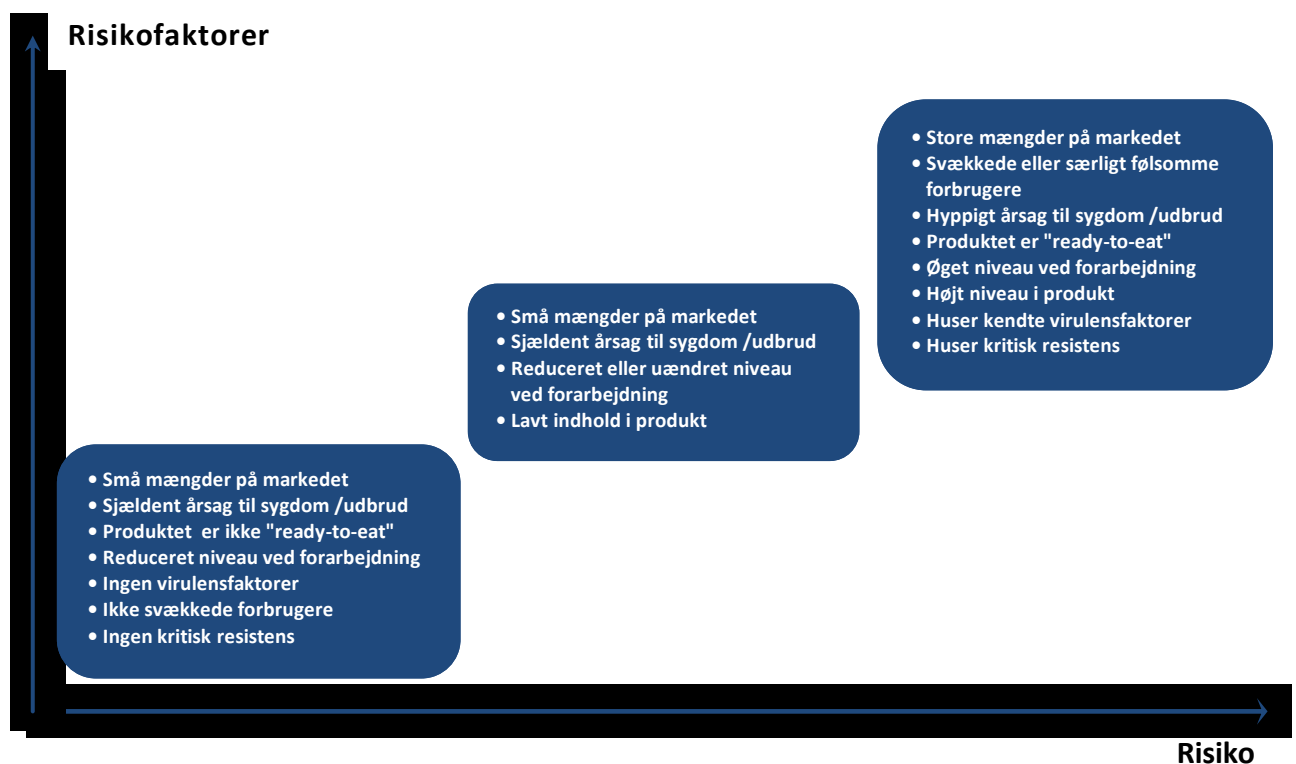 Risikofaktorer
• Store mængder på markedet
• Svækkede eller særligt følsomme
forbrugere
• Hyppigt årsag til sygdom /udbrud
• Produktet er "ready-to-eat"
• Øget niveau ved forarbejdning
• Højt niveau i produkt
• Huser kendte virulensfaktorer
• Huser kritisk resistens
• Små mængder på markedet
• Sjældent årsag til sygdom /udbrud
• Reduceret eller uændret niveau
ved forarbejdning
• Lavt indhold i produkt
• Små mængder på markedet
• Sjældent årsag til sygdom /udbrud
• Produktet er ikke "ready-to-eat"
• Reduceret niveau ved forarbejdning
• Ingen virulensfaktorer
• Ikke svækkede forbrugere
• Ingen kritisk resistens
Risiko